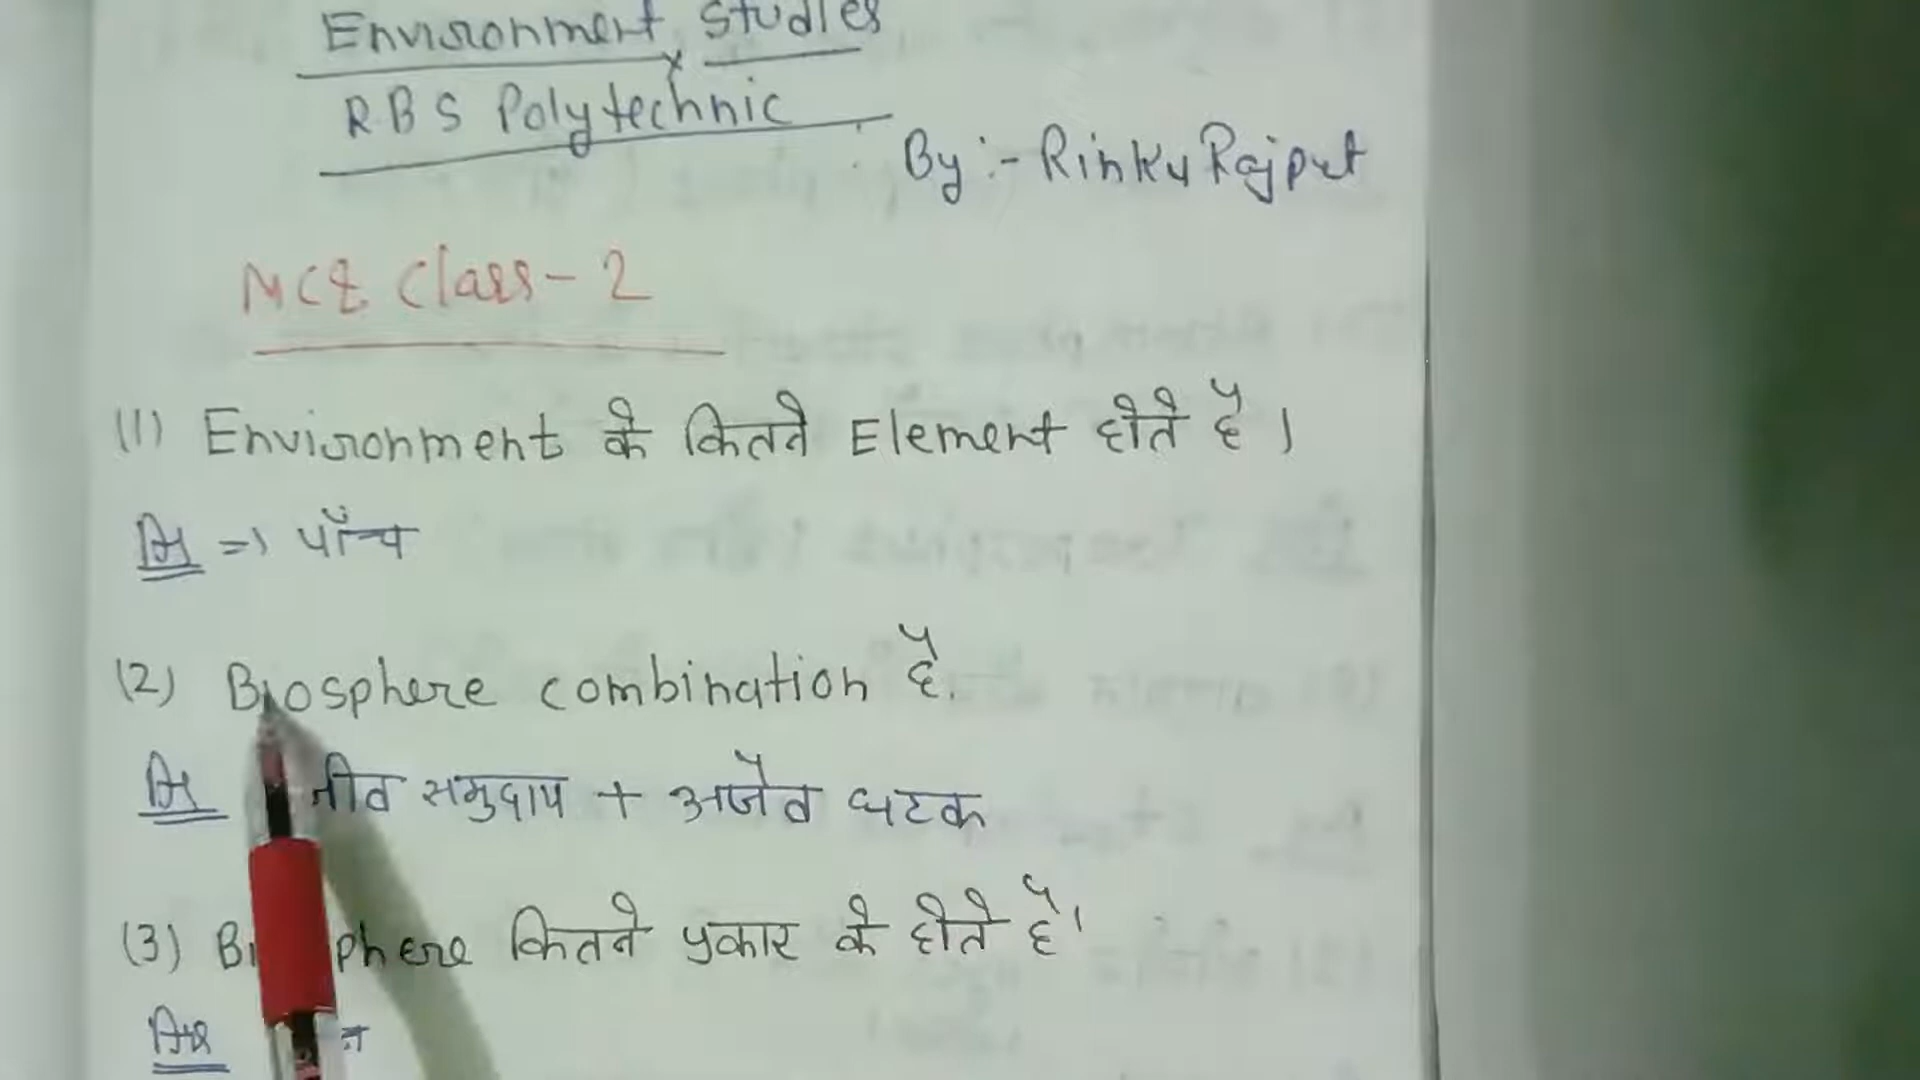 Environment Studies
RBS Polytechnic
By :- Rinku Rajput
MCQ Class - 2
(1) Environment के कितने Element होते है।
Ans => पाँच
(2) Biosphere combination है.
Ans जीव समुदाय + अजैव घटक
(3) Biosphere कितने प्रकार के होते है।
Ans